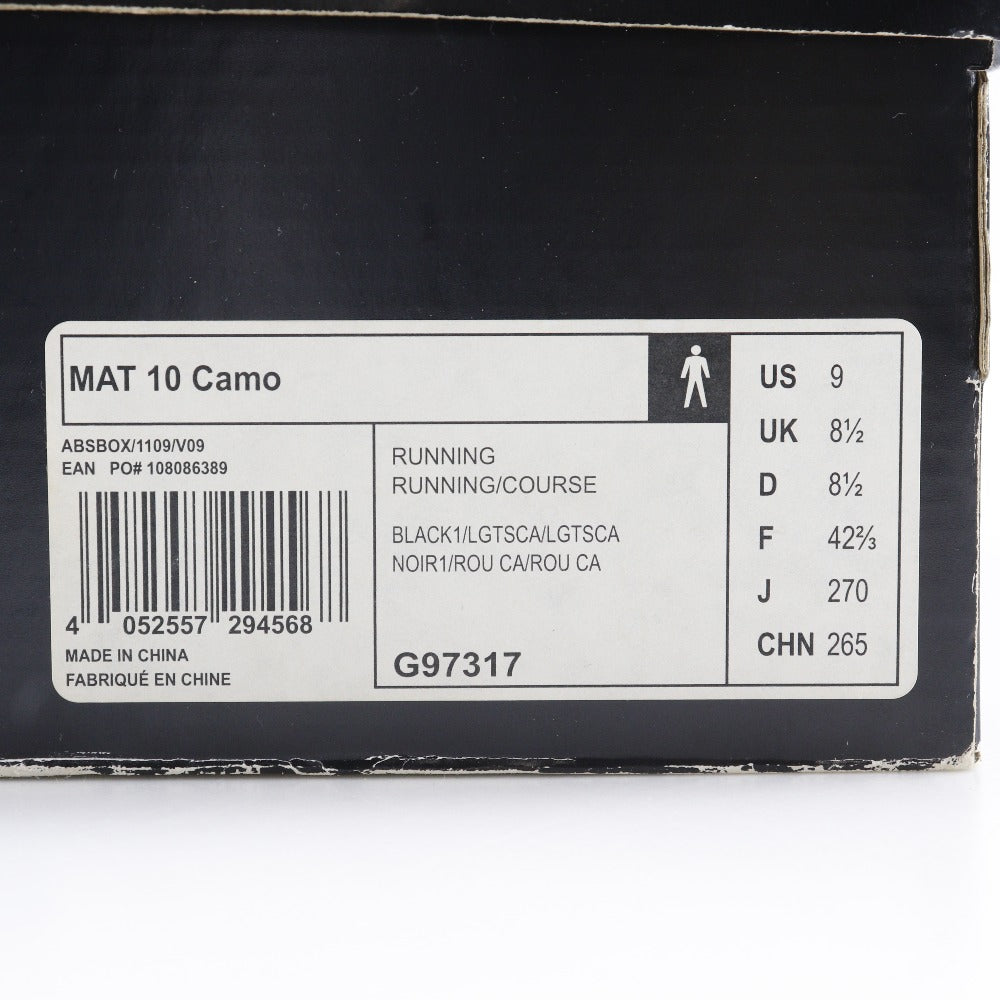 MAT 10 Camo
ABSBOX/1109/V09
EAN PO# 108086389
4 052557 294568
MADE IN CHINA
FABRIQUÉ EN CHINE
RUNNING
RUNNING/COURSE
BLACK1/LGTSCA/LGTSCA
NOIR1/ROU CA/ROU CA
G97317
US 9
UK 8½
D 8½
F 42⅔
J 270
CHN 265